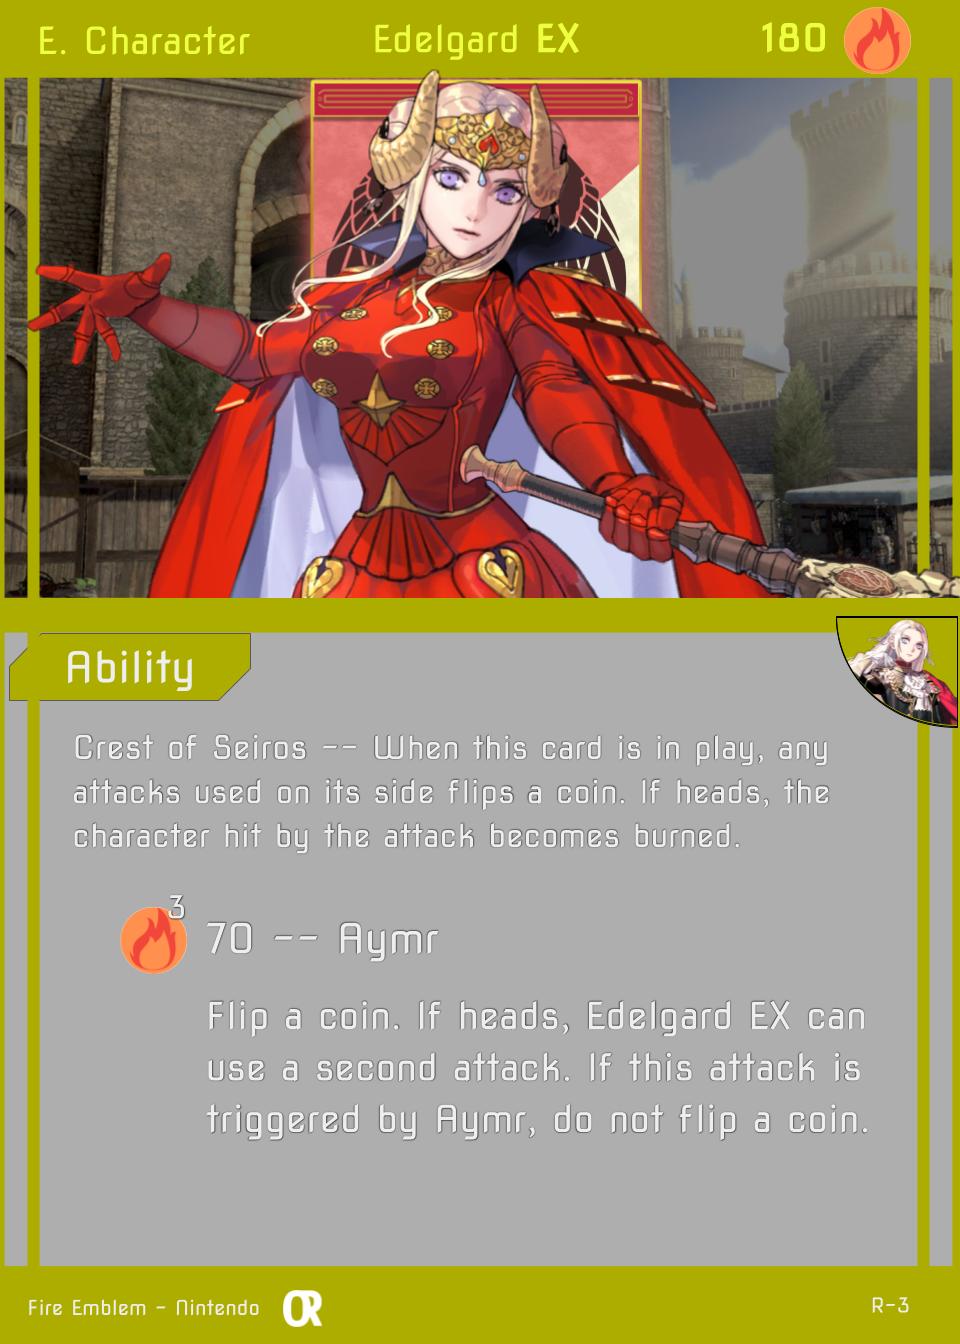 E. Character Edelgard EX 180
Ability
Crest of Seiros -- When this card is in play, any
attacks used on its side flips a coin. If heads, the
character hit by the attack becomes burned.
3
70 -- Aymr
Flip a coin. If heads, Edelgard EX can
use a second attack. If this attack is
triggered by Aymr, do not flip a coin.
Fire Emblem - Nintendo OR R-3